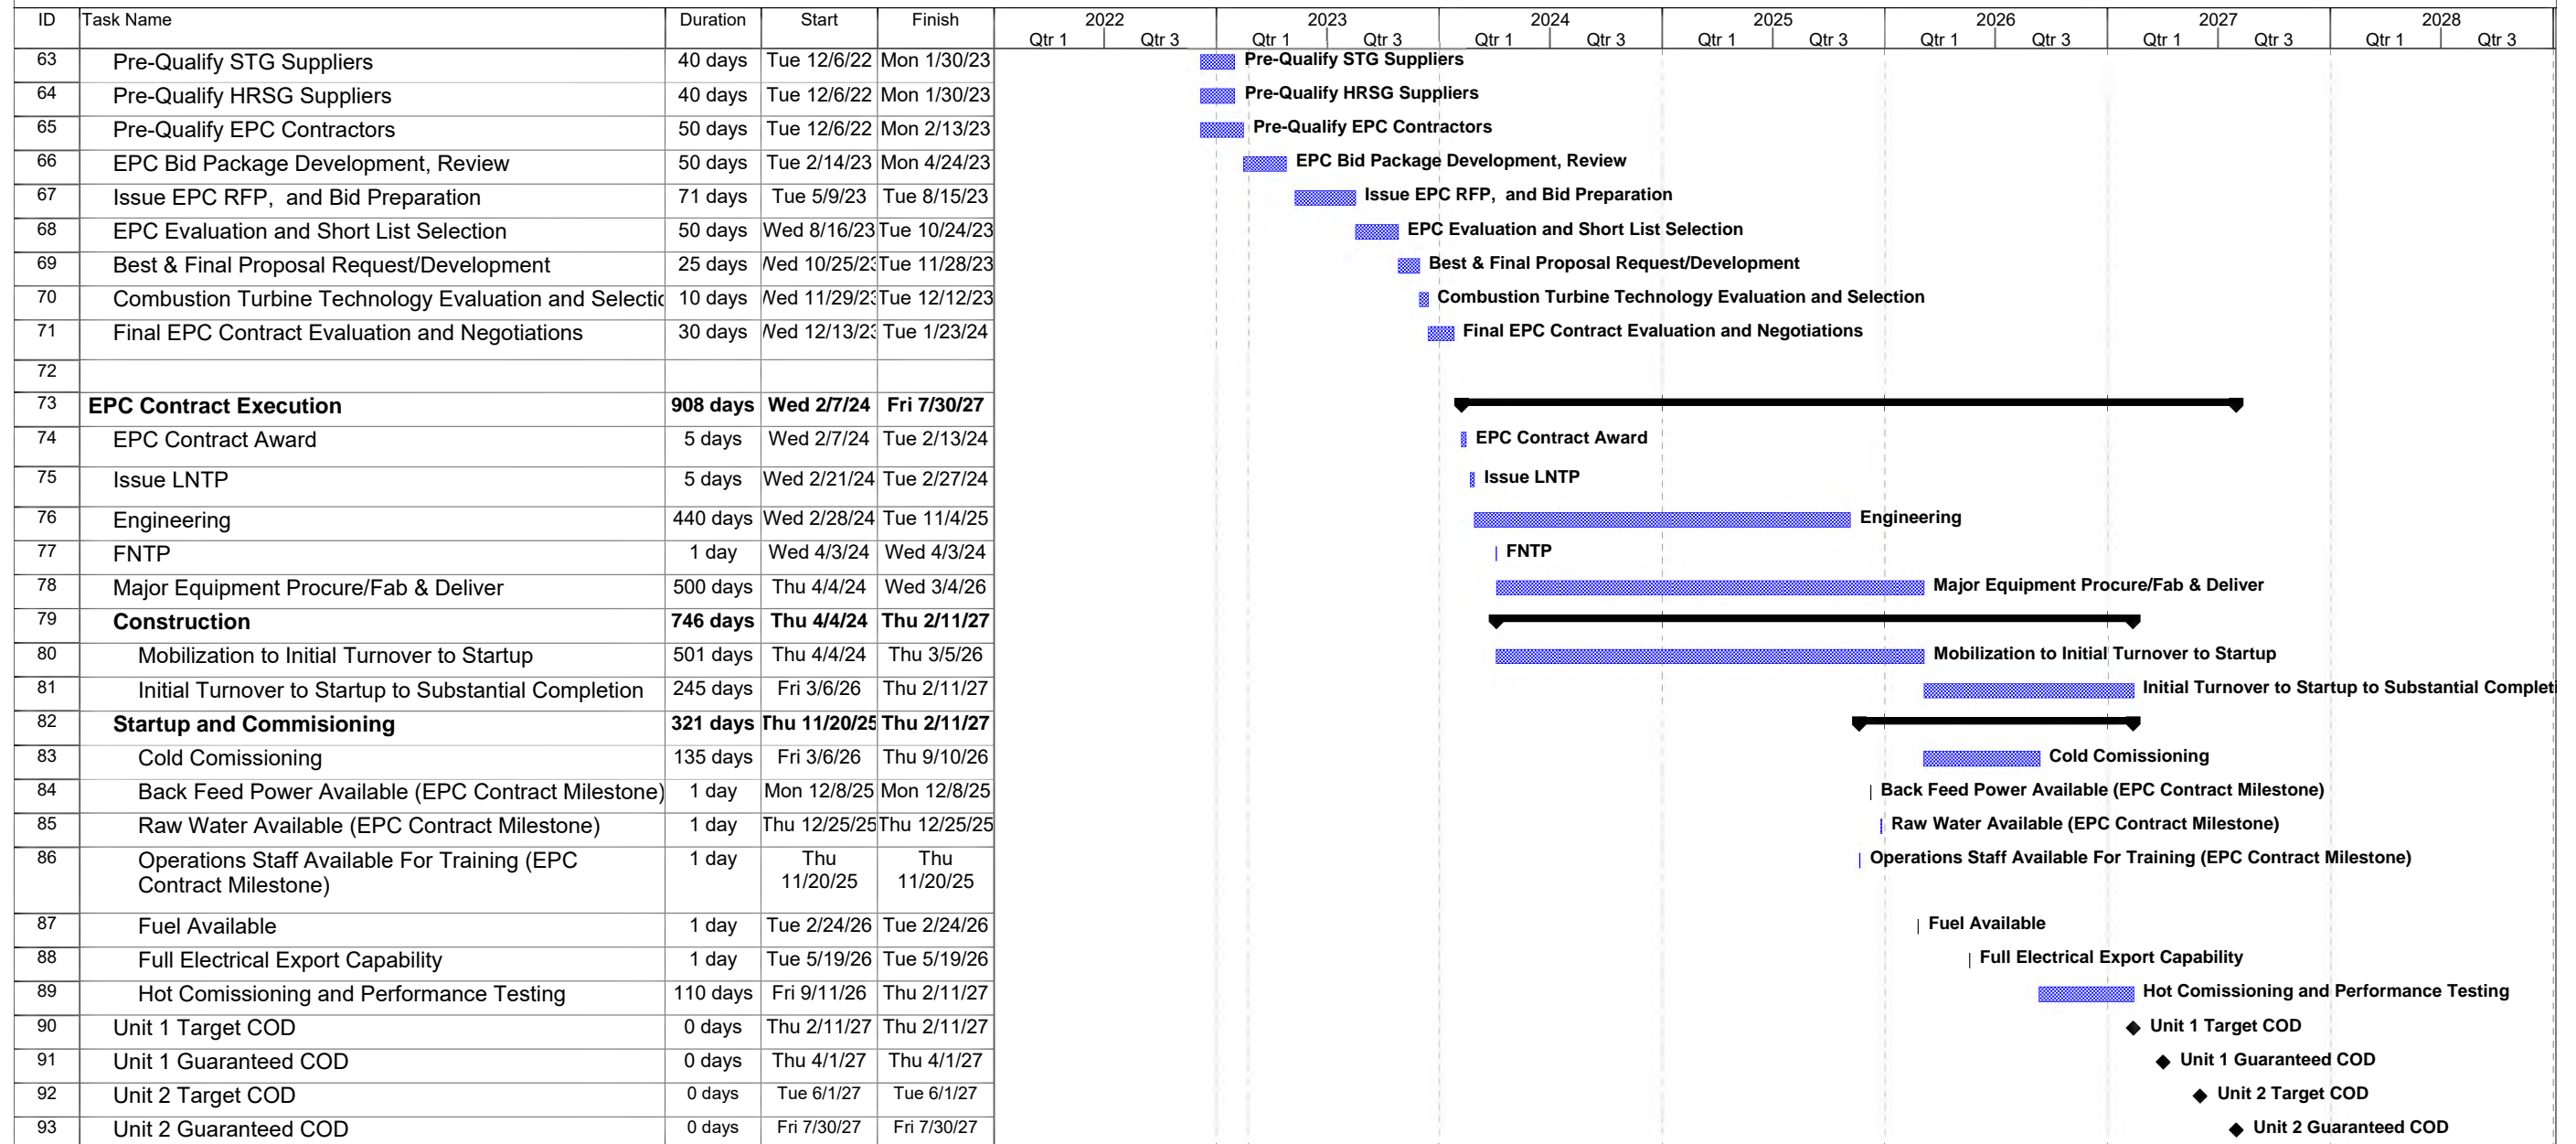 ID Task Name Duration Start Finish 2022 2023 2024 2025 2026 2027 2028
Qtr 1 Qtr 3 Qtr 1 Qtr 3 Qtr 1 Qtr 3 Qtr 1 Qtr 3 Qtr 1 Qtr 3 Qtr 1 Qtr 3 Qtr 1 Qtr 3
63 Pre-Qualify STG Suppliers 40 days Tue 12/6/22 Mon 1/30/23 Pre-Qualify STG Suppliers
64 Pre-Qualify HRSG Suppliers 40 days Tue 12/6/22 Mon 1/30/23 Pre-Qualify HRSG Suppliers
65 Pre-Qualify EPC Contractors 50 days Tue 12/6/22 Mon 2/13/23 Pre-Qualify EPC Contractors
66 EPC Bid Package Development, Review 50 days Tue 2/14/23 Mon 4/24/23 EPC Bid Package Development, Review
67 Issue EPC RFP, and Bid Preparation 71 days Tue 5/9/23 Tue 8/15/23 Issue EPC RFP, and Bid Preparation
68 EPC Evaluation and Short List Selection 50 days Wed 8/16/23 Tue 10/24/23 EPC Evaluation and Short List Selection
69 Best & Final Proposal Request/Development 25 days Wed 10/25/23 Tue 11/28/23 Best & Final Proposal Request/Development
70 Combustion Turbine Technology Evaluation and Selectic 10 days Wed 11/29/23 Tue 12/12/23 Combustion Turbine Technology Evaluation and Selection
71 Final EPC Contract Evaluation and Negotiations 30 days Wed 12/13/23 Tue 1/23/24 Final EPC Contract Evaluation and Negotiations
72
73 EPC Contract Execution 908 days Wed 2/7/24 Fri 7/30/27
74 EPC Contract Award 5 days Wed 2/7/24 Tue 2/13/24 EPC Contract Award
75 Issue LNTP 5 days Wed 2/21/24 Tue 2/27/24 Issue LNTP
76 Engineering 440 days Wed 2/28/24 Tue 11/4/25 Engineering
77 FNTP 1 day Wed 4/3/24 Wed 4/3/24 FNTP
78 Major Equipment Procure/Fab & Deliver 500 days Thu 4/4/24 Wed 3/4/26 Major Equipment Procure/Fab & Deliver
79 Construction 746 days Thu 4/4/24 Thu 2/11/27
80 Mobilization to Initial Turnover to Startup 501 days Thu 4/4/24 Thu 3/5/26 Mobilization to Initial Turnover to Startup
81 Initial Turnover to Startup to Substantial Completion 245 days Fri 3/6/26 Thu 2/11/27 Initial Turnover to Startup to Substantial Completi
82 Startup and Commisioning 321 days Thu 11/20/25 Thu 2/11/27
83 Cold Comissioning 135 days Fri 3/6/26 Thu 9/10/26 Cold Comissioning
84 Back Feed Power Available (EPC Contract Milestone) 1 day Mon 12/8/25 Mon 12/8/25 Back Feed Power Available (EPC Contract Milestone)
85 Raw Water Available (EPC Contract Milestone) 1 day Thu 12/25/25 Thu 12/25/25 Raw Water Available (EPC Contract Milestone)
86 Operations Staff Available For Training (EPC 1 day Thu Thu Operations Staff Available For Training (EPC Contract Milestone)
Contract Milestone) 11/20/25 11/20/25
87 Fuel Available 1 day Tue 2/24/26 Tue 2/24/26 Fuel Available
88 Full Electrical Export Capability 1 day Tue 5/19/26 Tue 5/19/26 Full Electrical Export Capability
89 Hot Comissioning and Performance Testing 110 days Fri 9/11/26 Thu 2/11/27 Hot Comissioning and Performance Testing
90 Unit 1 Target COD 0 days Thu 2/11/27 Thu 2/11/27 Unit 1 Target COD
91 Unit 1 Guaranteed COD 0 days Thu 4/1/27 Thu 4/1/27 Unit 1 Guaranteed COD
92 Unit 2 Target COD 0 days Tue 6/1/27 Tue 6/1/27 Unit 2 Target COD
93 Unit 2 Guaranteed COD 0 days Fri 7/30/27 Fri 7/30/27 Unit 2 Guaranteed COD